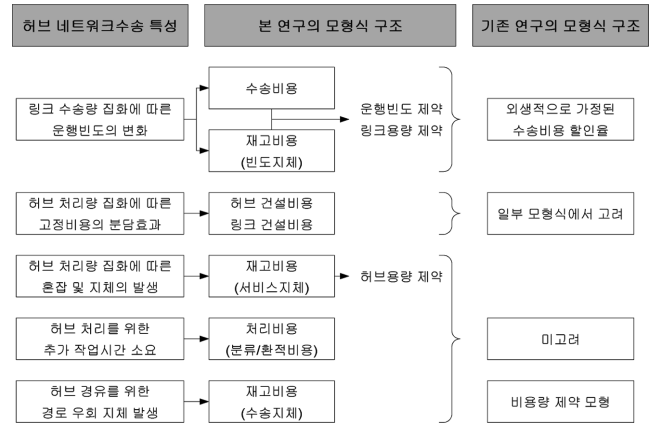 허브 네트워크수송 특성
본 연구의 모형식 구조
기존 연구의 모형식 구조
링크 수송량 집화에 따른
운행빈도의 변화
수송비용
재고비용
(빈도지체)
운행빈도 제약
링크용량 제약
외생적으로 가정된
수송비용 할인율
허브 처리량 집화에 따른
고정비용의 분담효과
허브 건설비용
링크 건설비용
일부 모형식에서 고려
허브 처리량 집화에 따른
혼잡 및 지체의 발생
재고비용
(서비스지체)
허브용량 제약
허브 처리를 위한
추가 작업시간 소요
처리비용
(분류/환적비용)
미고려
허브 경유를 위한
경로 우회 지체 발생
재고비용
(수송지체)
비용량 제약 모형